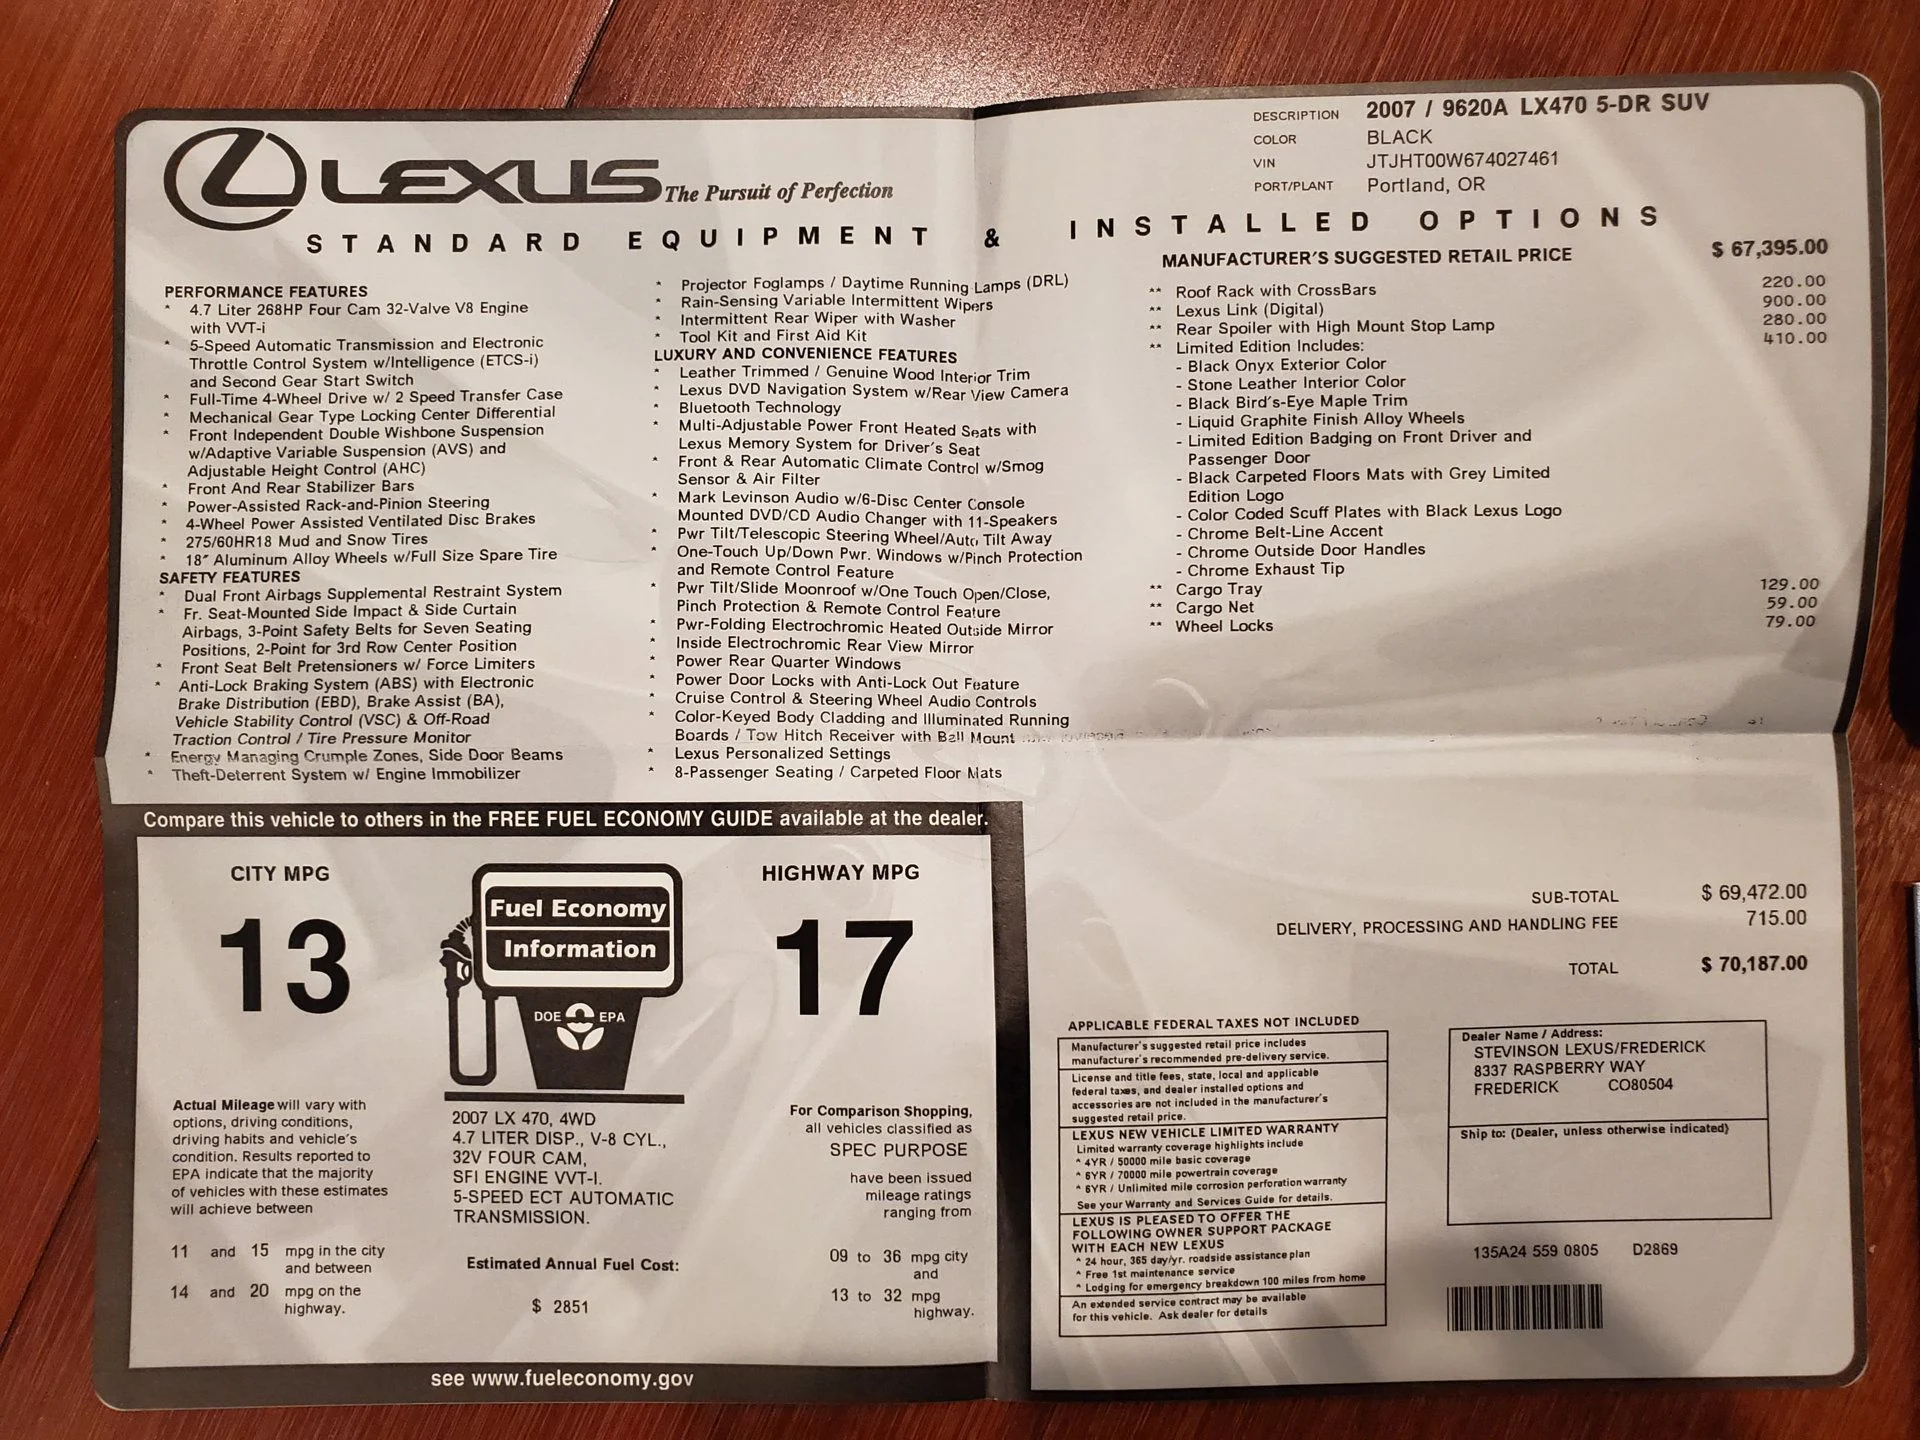 LEXUS The Pursuit of Perfection
DESCRIPTION 2007 / 9620A LX470 5-DR SUV
COLOR BLACK
VIN JTJHT00W674027461
PORT/PLANT Portland, OR
STANDARD EQUIPMENT & INSTALLED OPTIONS
PERFORMANCE FEATURES
* 4.7 Liter 268HP Four Cam 32-Valve V8 Engine
with VVT-i
* 5-Speed Automatic Transmission and Electronic
Throttle Control System w/Intelligence (ETCS-i)
and Second Gear Start Switch
* Full-Time 4-Wheel Drive w/ 2 Speed Transfer Case
* Mechanical Gear Type Locking Center Differential
* Front Independent Double Wishbone Suspension
w/Adaptive Variable Suspension (AVS) and
Adjustable Height Control (AHC)
* Front And Rear Stabilizer Bars
* Power-Assisted Rack-and-Pinion Steering
* 4-Wheel Power Assisted Ventilated Disc Brakes
* 275/60HR18 Mud and Snow Tires
* 18″ Aluminum Alloy Wheels w/Full Size Spare Tire
SAFETY FEATURES
* Dual Front Airbags Supplemental Restraint System
* Fr. Seat-Mounted Side Impact & Side Curtain
Airbags, 3-Point Safety Belts for Seven Seating
Positions, 2-Point for 3rd Row Center Position
* Front Seat Belt Pretensioners w/ Force Limiters
* Anti-Lock Braking System (ABS) with Electronic
Brake Distribution (EBD), Brake Assist (BA),
Vehicle Stability Control (VSC) & Off-Road
Traction Control / Tire Pressure Monitor
* Energy Managing Crumple Zones, Side Door Beams
* Theft-Deterrent System w/ Engine Immobilizer
* Projector Foglamps / Daytime Running Lamps (DRL)
* Rain-Sensing Variable Intermittent Wipers
* Intermittent Rear Wiper with Washer
* Tool Kit and First Aid Kit
LUXURY AND CONVENIENCE FEATURES
* Leather Trimmed / Genuine Wood Interior Trim
* Lexus DVD Navigation System w/Rear View Camera
* Bluetooth Technology
* Multi-Adjustable Power Front Heated Seats with
Lexus Memory System for Driver's Seat
* Front & Rear Automatic Climate Control w/Smog
Sensor & Air Filter
* Mark Levinson Audio w/6-Disc Center Console
Mounted DVD/CD Audio Changer with 11-Speakers
* Pwr Tilt/Telescopic Steering Wheel/Auto Tilt Away
* One-Touch Up/Down Pwr. Windows w/Pinch Protection
and Remote Control Feature
* Pwr Tilt/Slide Moonroof w/One Touch Open/Close,
Pinch Protection & Remote Control Feature
* Pwr-Folding Electrochromic Heated Outside Mirror
* Inside Electrochromic Rear View Mirror
* Power Rear Quarter Windows
* Power Door Locks with Anti-Lock Out Feature
* Cruise Control & Steering Wheel Audio Controls
* Color-Keyed Body Cladding and Illuminated Running
Boards / Tow Hitch Receiver with Ball Mount
* Lexus Personalized Settings
* 8-Passenger Seating / Carpeted Floor Mats
MANUFACTURER'S SUGGESTED RETAIL PRICE $ 67,395.00
** Roof Rack with CrossBars 220.00
** Lexus Link (Digital) 900.00
** Rear Spoiler with High Mount Stop Lamp 280.00
** Limited Edition Includes: 410.00
- Black Onyx Exterior Color
- Stone Leather Interior Color
- Black Bird's-Eye Maple Trim
- Liquid Graphite Finish Alloy Wheels
- Limited Edition Badging on Front Driver and
Passenger Door
- Black Carpeted Floors Mats with Grey Limited
Edition Logo
- Color Coded Scuff Plates with Black Lexus Logo
- Chrome Belt-Line Accent
- Chrome Outside Door Handles
- Chrome Exhaust Tip
** Cargo Tray 129.00
** Cargo Net 59.00
** Wheel Locks 79.00
SUB-TOTAL $ 69,472.00
DELIVERY, PROCESSING AND HANDLING FEE 715.00
TOTAL $ 70,187.00
Compare this vehicle to others in the FREE FUEL ECONOMY GUIDE available at the dealer.
CITY MPG
13
Fuel Economy
Information
DOE EPA
HIGHWAY MPG
17
Actual Mileage will vary with
options, driving conditions,
driving habits and vehicle's
condition. Results reported to
EPA indicate that the majority
of vehicles with these estimates
will achieve between
11 and 15 mpg in the city
and between
14 and 20 mpg on the
highway.
2007 LX 470, 4WD
4.7 LITER DISP., V-8 CYL.,
32V FOUR CAM,
SFI ENGINE VVT-I.
5-SPEED ECT AUTOMATIC
TRANSMISSION.
Estimated Annual Fuel Cost:
$ 2851
For Comparison Shopping,
all vehicles classified as
SPEC PURPOSE
have been issued
mileage ratings
ranging from
09 to 36 mpg city
and
13 to 32 mpg
highway.
see www.fueleconomy.gov
APPLICABLE FEDERAL TAXES NOT INCLUDED
Manufacturer's suggested retail price includes
manufacturer's recommended pre-delivery service.
License and title fees, state, local and applicable
federal taxes, and dealer installed options and
accessories are not included in the manufacturer's
suggested retail price.
LEXUS NEW VEHICLE LIMITED WARRANTY
Limited warranty coverage highlights include
* 4YR / 50000 mile basic coverage
* 6YR / 70000 mile powertrain coverage
* 6YR / Unlimited mile corrosion perforation warranty
See your Warranty and Services Guide for details.
LEXUS IS PLEASED TO OFFER THE
FOLLOWING OWNER SUPPORT PACKAGE
WITH EACH NEW LEXUS
* 24 hour, 365 day/yr. roadside assistance plan
* Free 1st maintenance service
* Lodging for emergency breakdown 100 miles from home
An extended service contract may be available
for this vehicle. Ask dealer for details
Dealer Name / Address:
STEVINSON LEXUS/FREDERICK
8337 RASPBERRY WAY
FREDERICK CO80504
Ship to: (Dealer, unless otherwise indicated)
135A24 559 0805 D2869